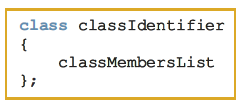 class classIdentifier
{
classMembersList
};